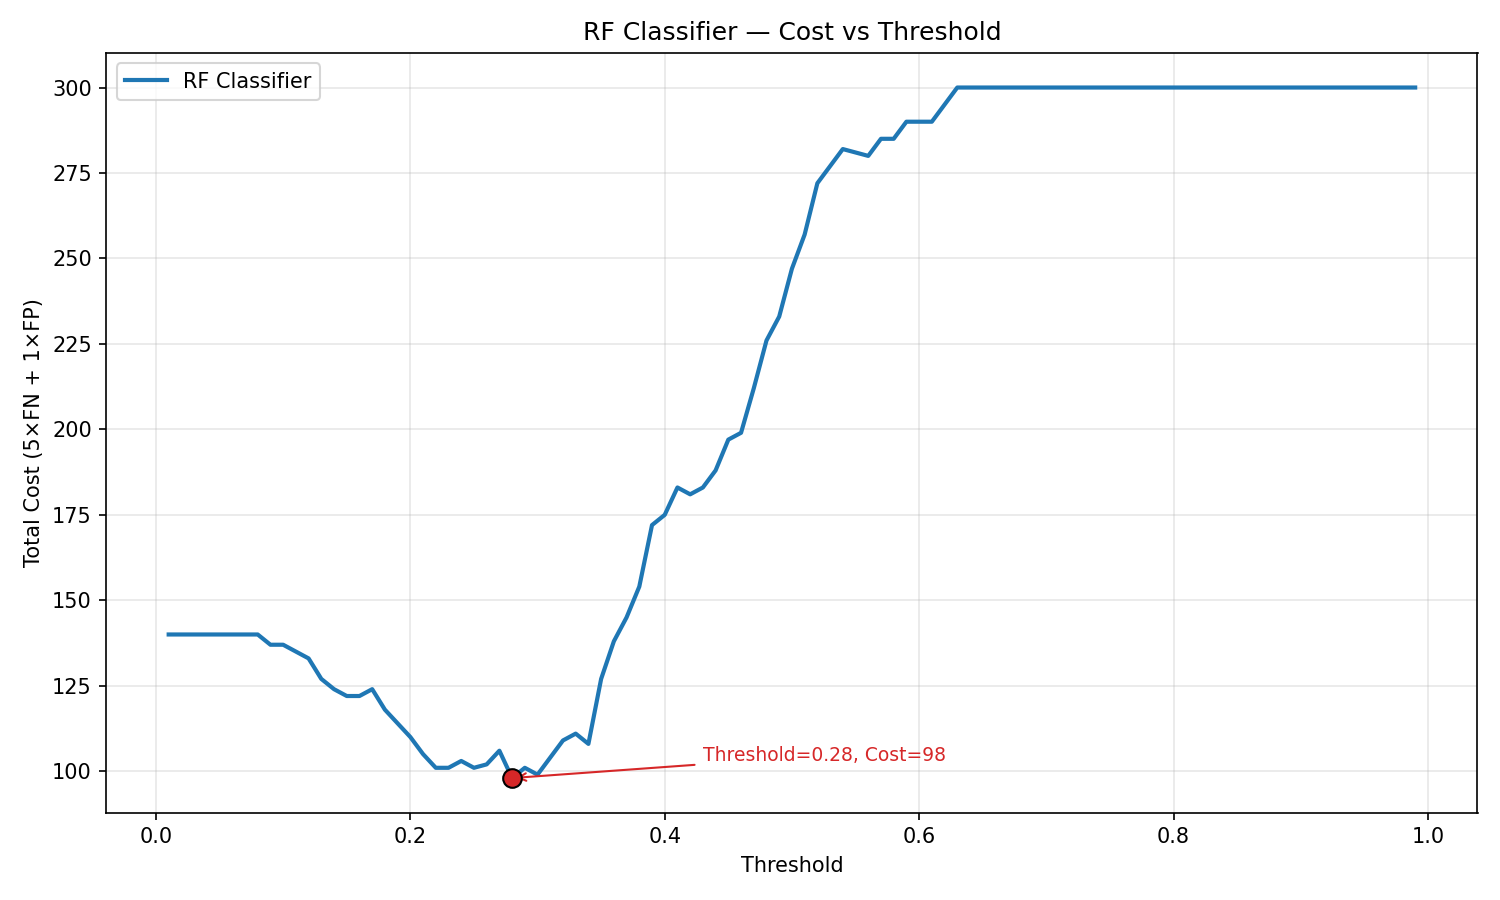 RF Classifier — Cost vs Threshold
RF Classifier
Total Cost (5×FN + 1×FP)
300
275
250
225
200
175
150
125
100
Threshold=0.28, Cost=98
0.0 0.2 0.4 0.6 0.8 1.0
Threshold